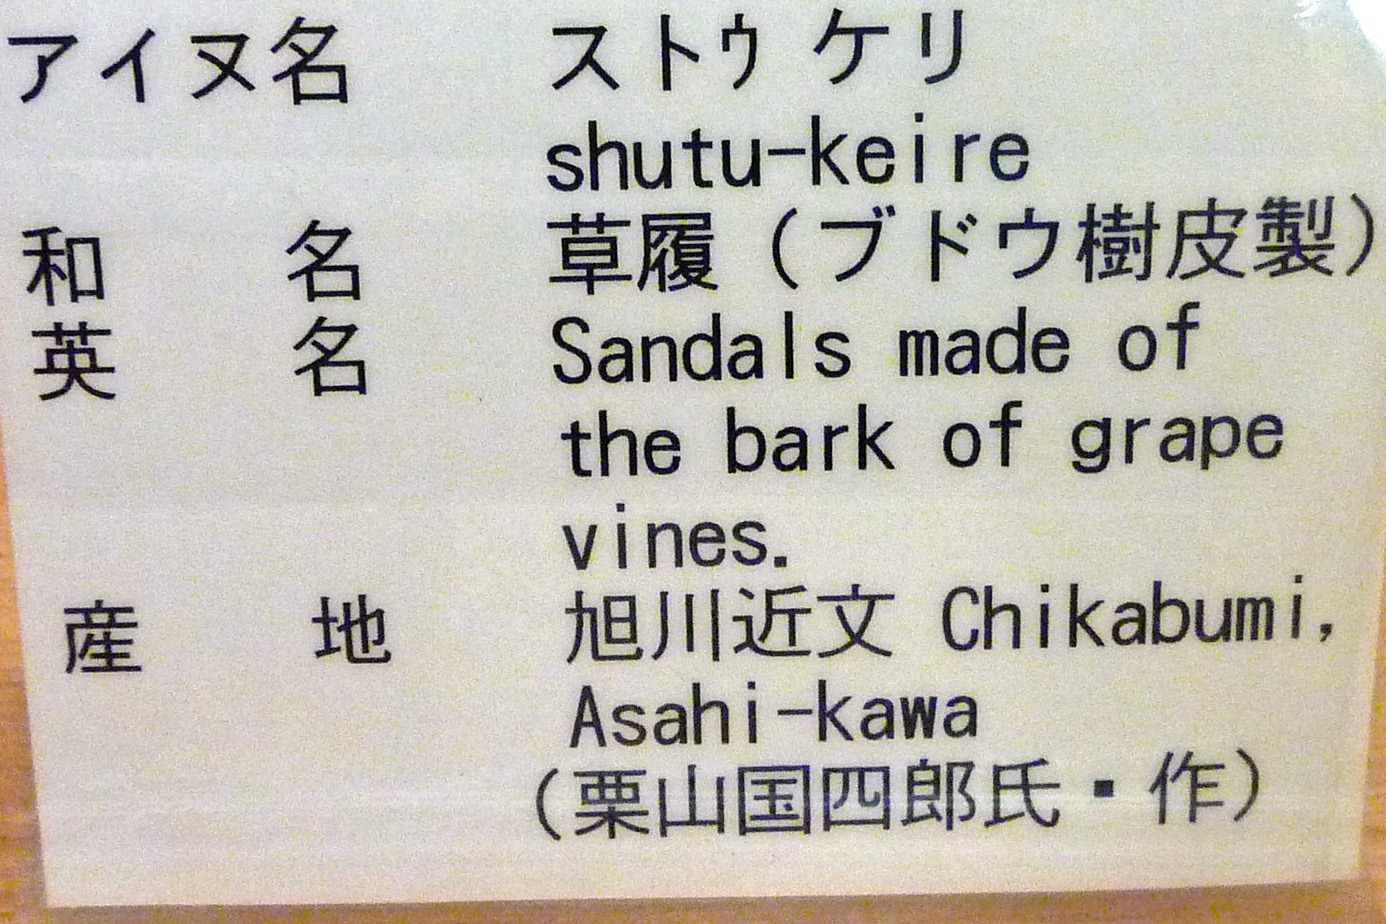 アイヌ名 ストゥケリ
shutu-keire
和名 草履（ブドウ樹皮製）
英名 Sandals made of
the bark of grape
vines.
産地 旭川近文 Chikabumi,
Asahi-kawa
（栗山国四郎氏・作）